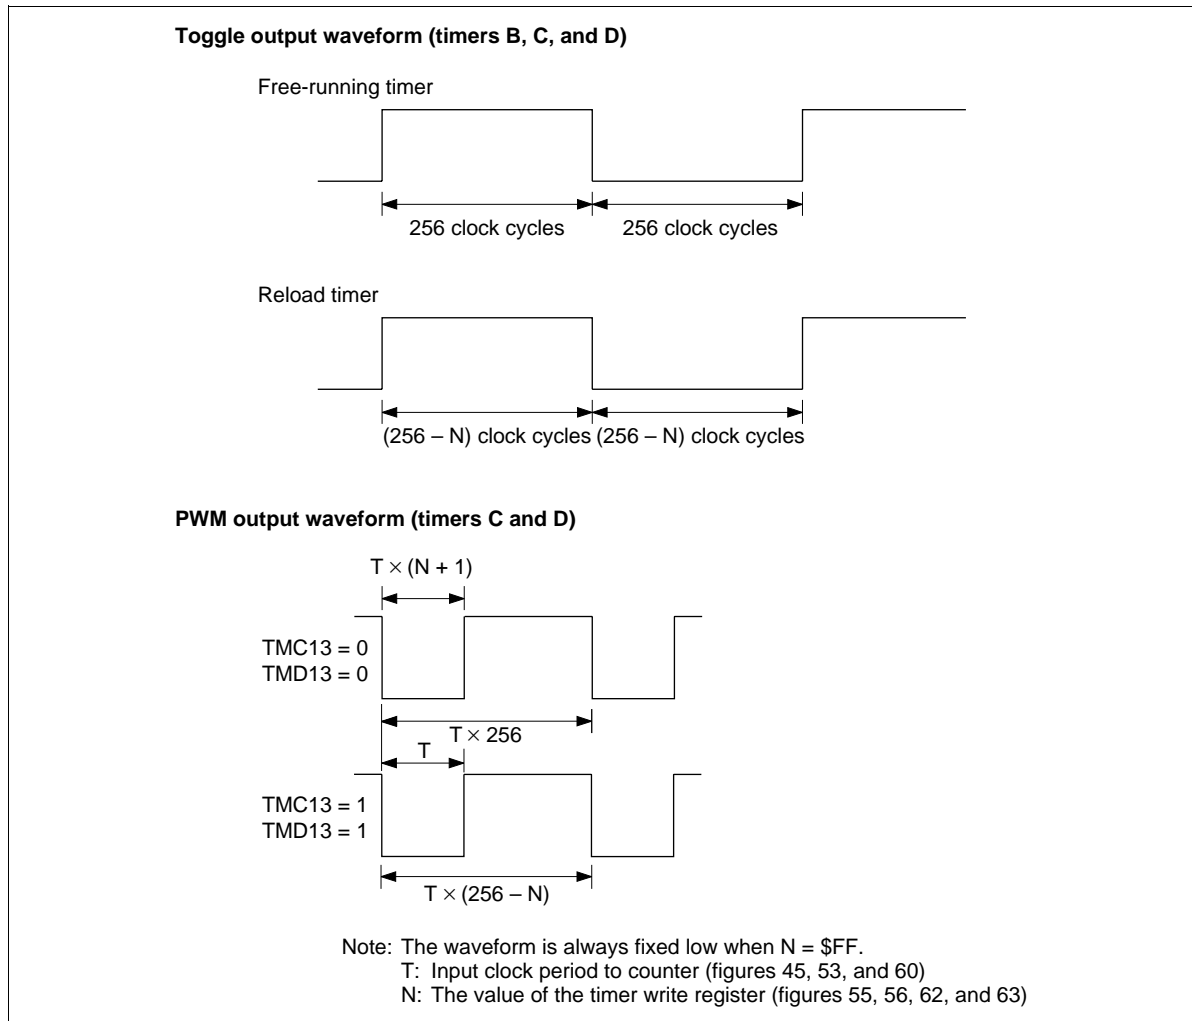 Toggle output waveform (timers B, C, and D)
Free-running timer
256 clock cycles 256 clock cycles
Reload timer
(256 – N) clock cycles (256 – N) clock cycles
PWM output waveform (timers C and D)
T × (N + 1)
TMC13 = 0
TMD13 = 0
T × 256
T
TMC13 = 1
TMD13 = 1
T × (256 – N)
Note: The waveform is always fixed low when N = $FF.
T: Input clock period to counter (figures 45, 53, and 60)
N: The value of the timer write register (figures 55, 56, 62, and 63)